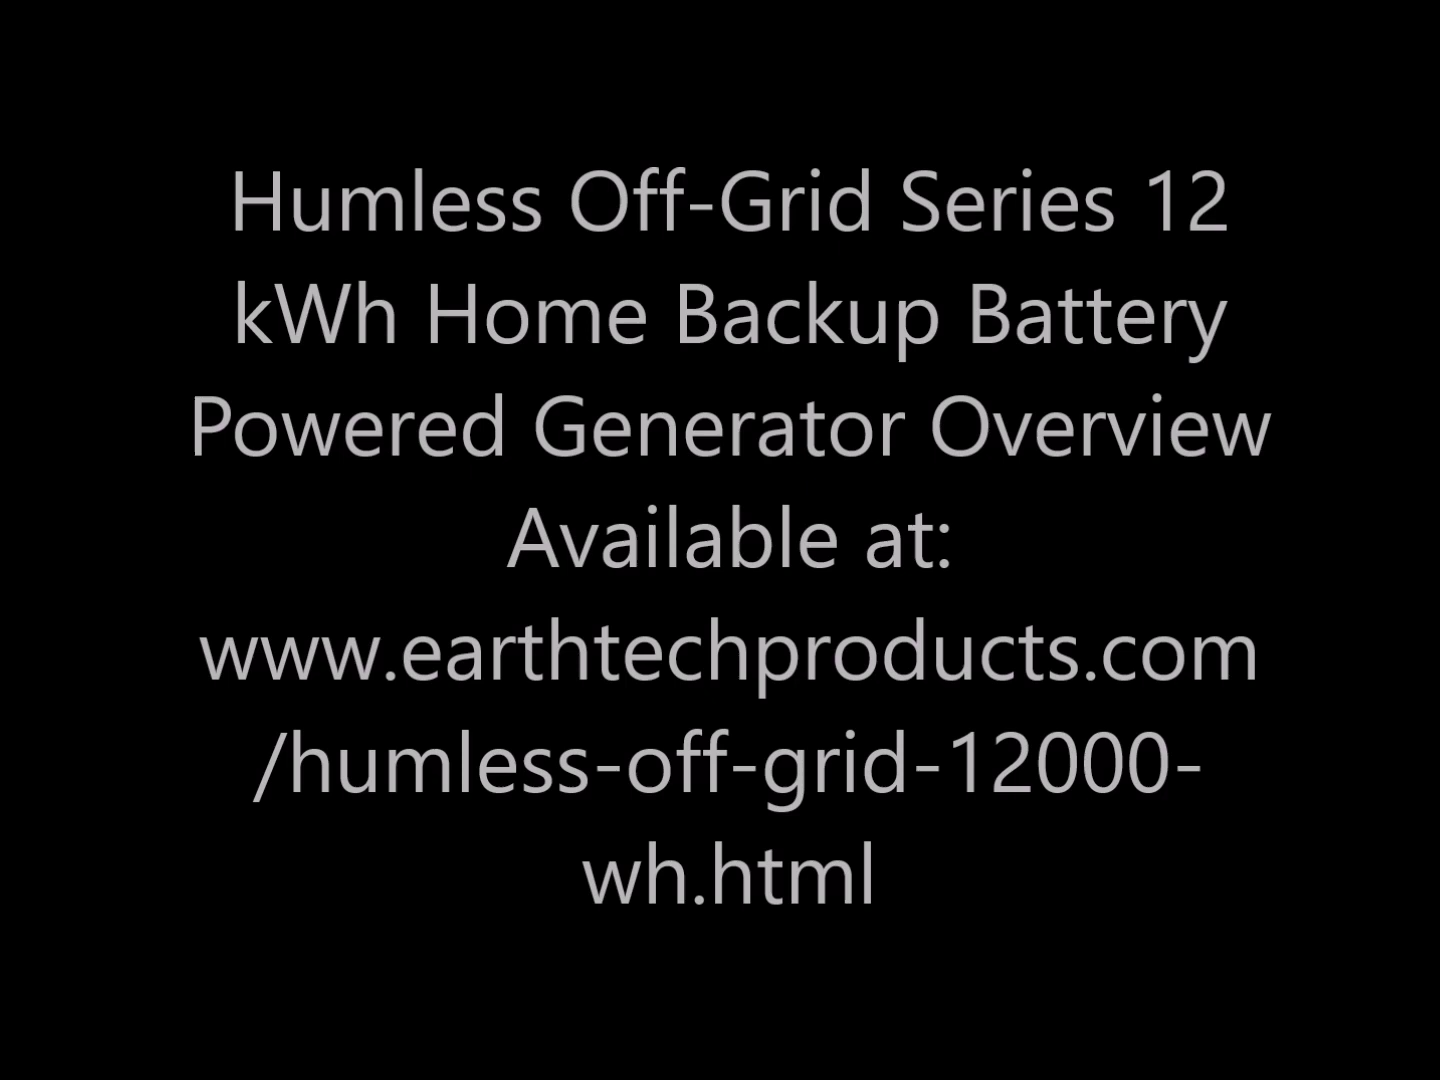 Humless Off-Grid Series 12
kWh Home Backup Battery
Powered Generator Overview
Available at:
www.earthtechproducts.com
/humless-off-grid-12000-
wh.html